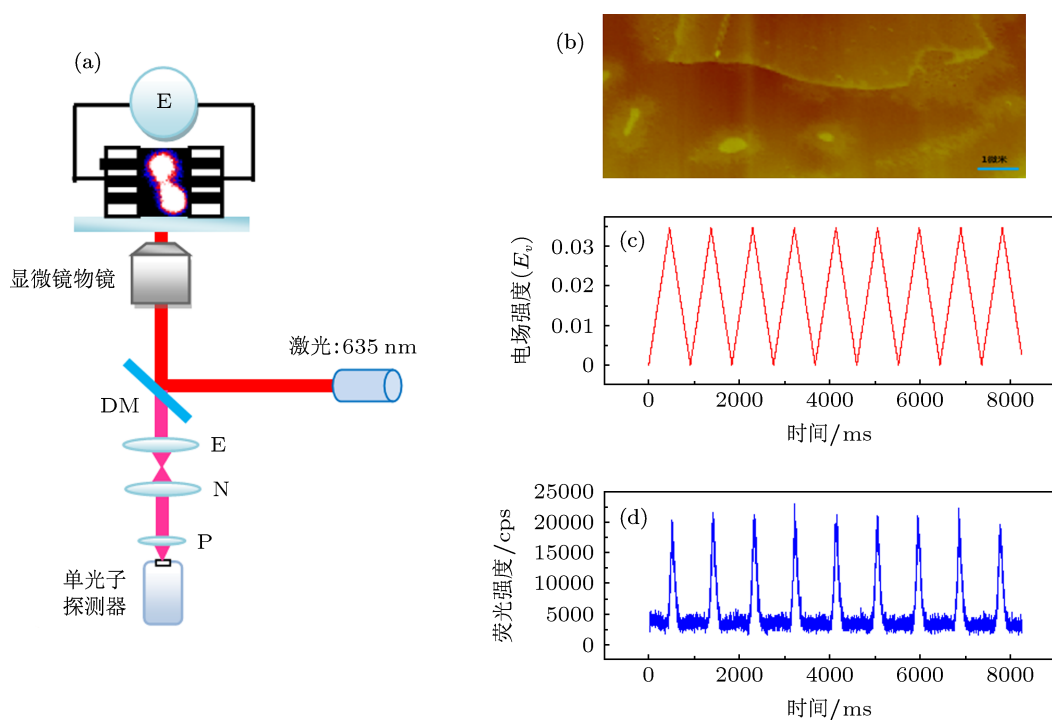 (a)
E
显微镜物镜
激光:635 nm
DM
E
N
P
单光子
探测器
(b)
1微米
(c)
电场强度(Ev)
0.03
0.02
0.01
0
0 2000 4000 6000 8000
时间/ms
(d)
荧光强度/cps
25000
20000
15000
10000
5000
0
0 2000 4000 6000 8000
时间/ms